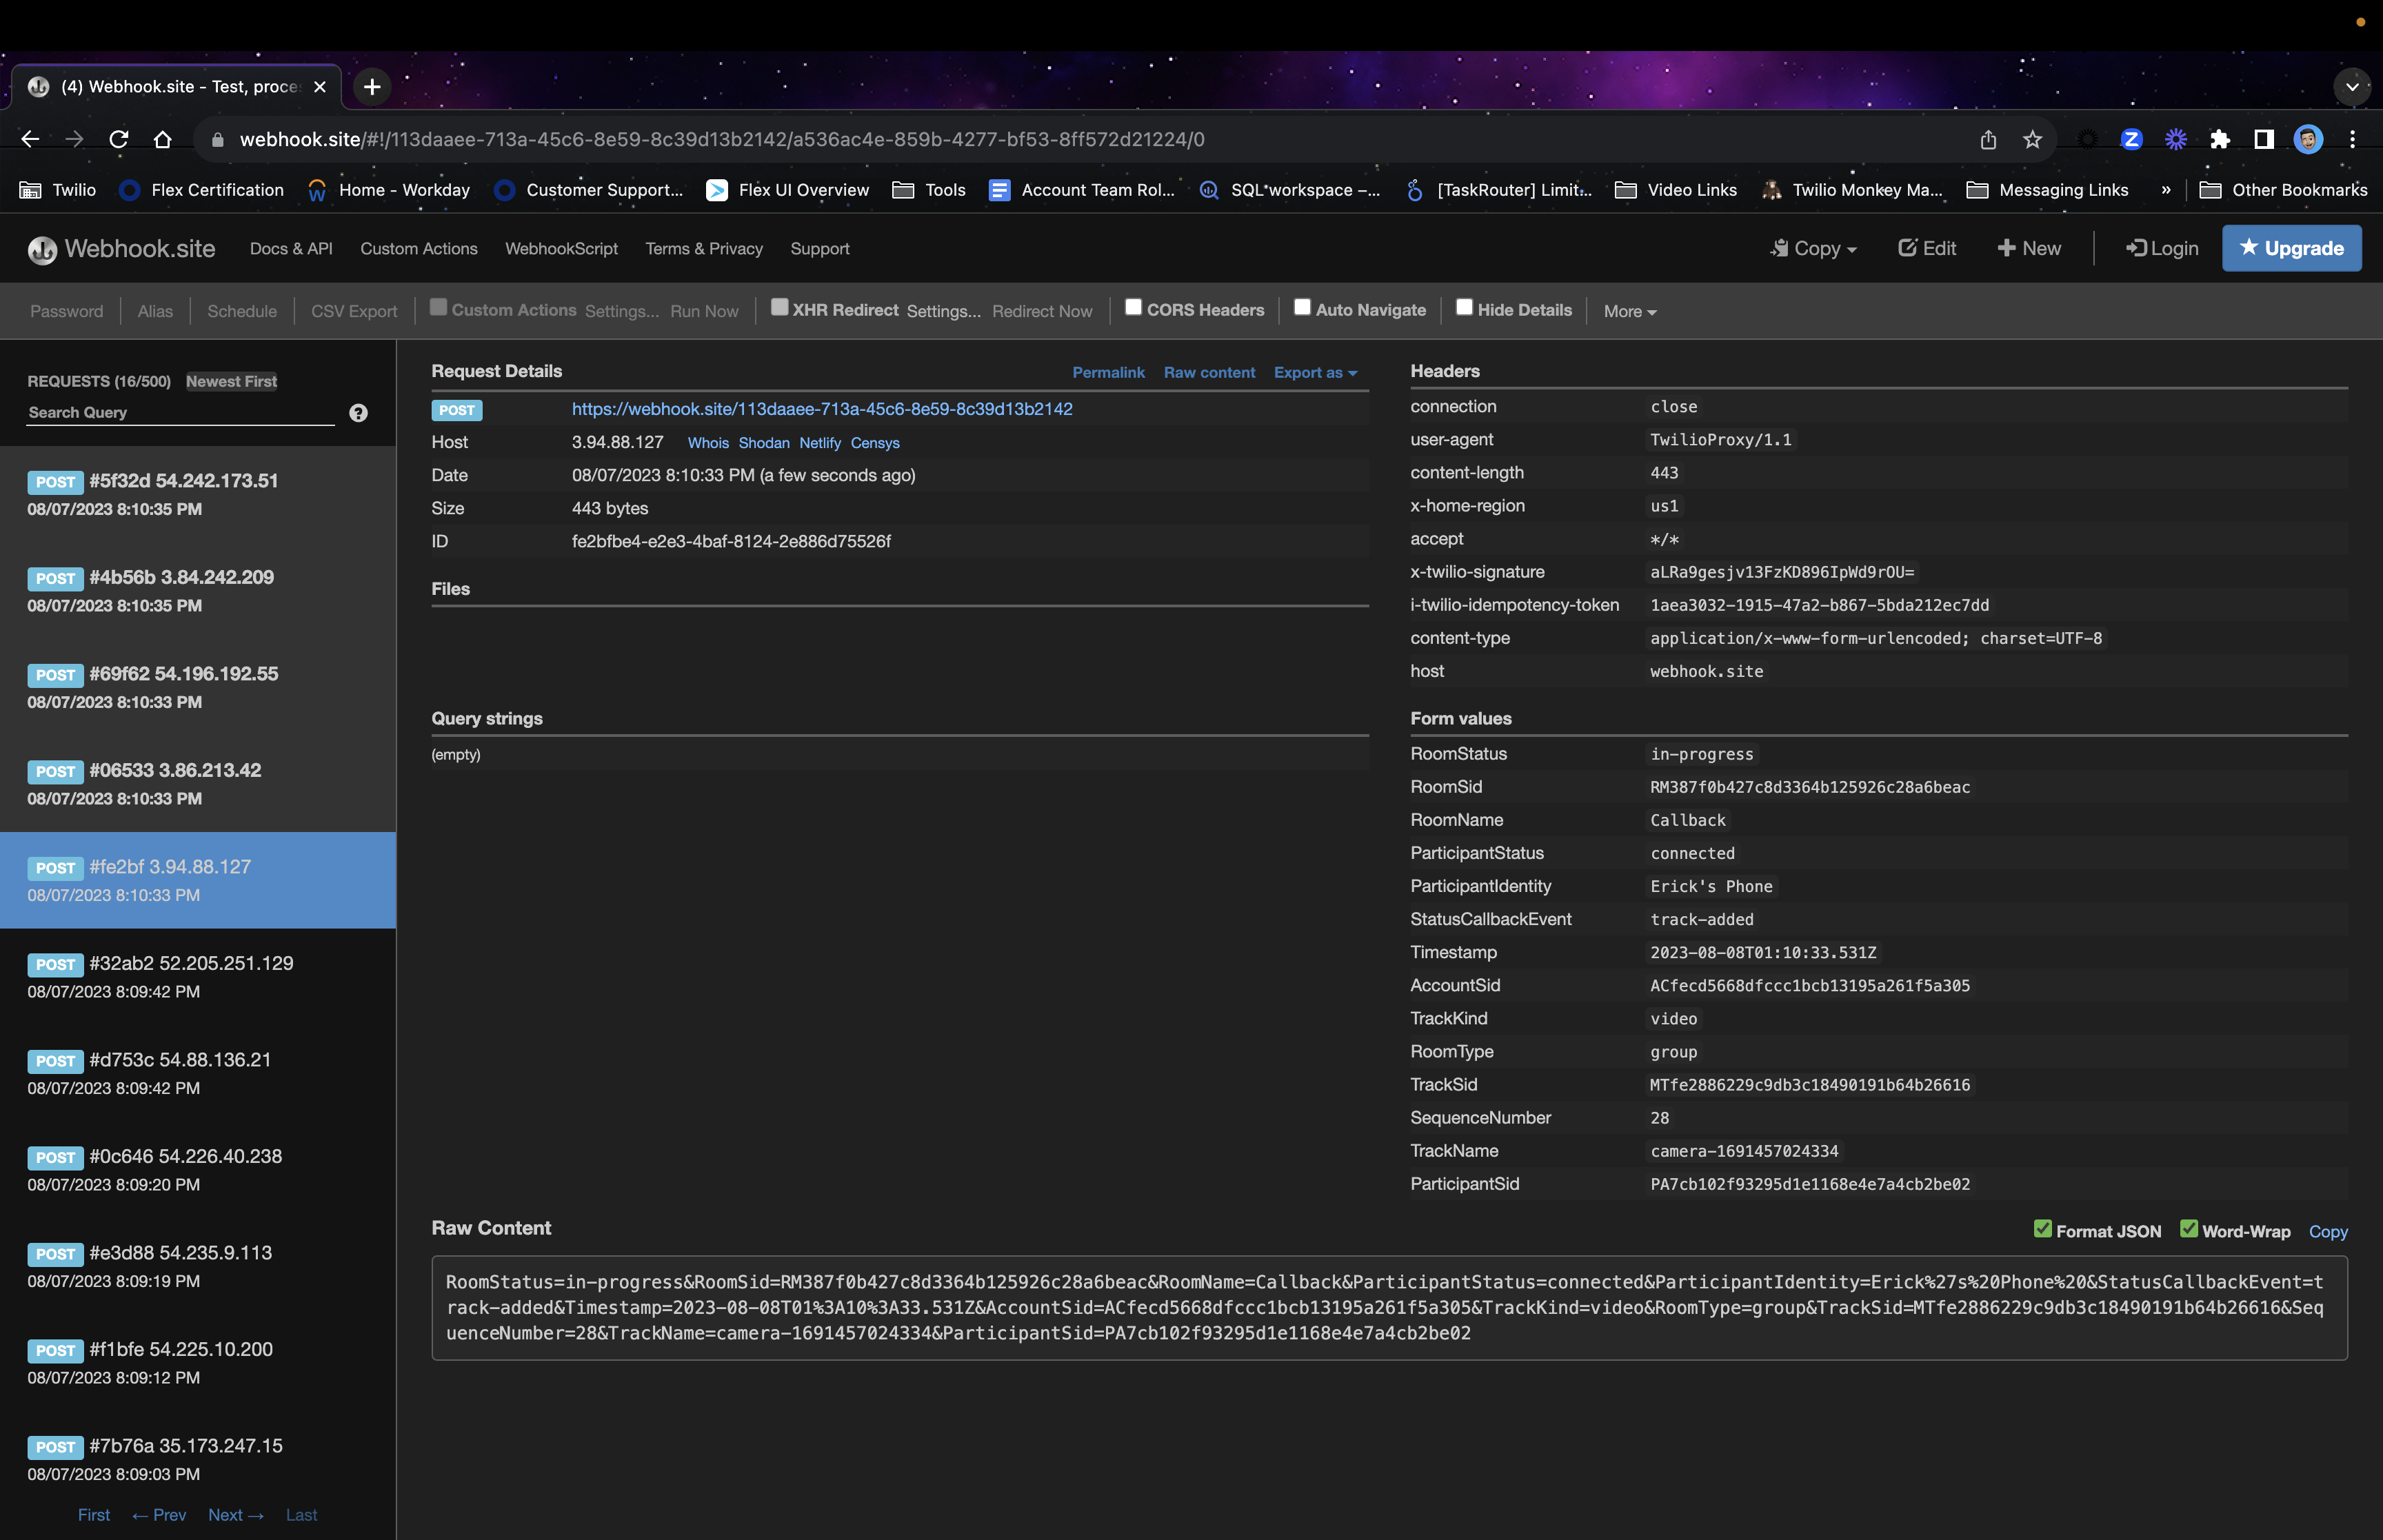 (4) Webhook.site - Test, proce
webhook.site/#!/113daaee-713a-45c6-8e59-8c39d13b2142/a536ac4e-859b-4277-bf53-8ff572d21224/0
Twilio Flex Certification Home - Workday Customer Support... Flex UI Overview Tools Account Team Rol... SQL workspace –... [TaskRouter] Limit... Video Links Twilio Monkey Ma... Messaging Links » Other Bookmarks
Webhook.site Docs & API Custom Actions WebhookScript Terms & Privacy Support Copy Edit New Login Upgrade
Password Alias Schedule CSV Export Custom Actions Settings... Run Now XHR Redirect Settings... Redirect Now CORS Headers Auto Navigate Hide Details More
REQUESTS (16/500) Newest First
Search Query
POST #5f32d 54.242.173.51
08/07/2023 8:10:35 PM
POST #4b56b 3.84.242.209
08/07/2023 8:10:35 PM
POST #69f62 54.196.192.55
08/07/2023 8:10:33 PM
POST #06533 3.86.213.42
08/07/2023 8:10:33 PM
POST #fe2bf 3.94.88.127
08/07/2023 8:10:33 PM
POST #32ab2 52.205.251.129
08/07/2023 8:09:42 PM
POST #d753c 54.88.136.21
08/07/2023 8:09:42 PM
POST #0c646 54.226.40.238
08/07/2023 8:09:20 PM
POST #e3d88 54.235.9.113
08/07/2023 8:09:19 PM
POST #f1bfe 54.225.10.200
08/07/2023 8:09:12 PM
POST #7b76a 35.173.247.15
08/07/2023 8:09:03 PM
First ← Prev Next → Last
Request Details Permalink Raw content Export as
POST https://webhook.site/113daaee-713a-45c6-8e59-8c39d13b2142
Host 3.94.88.127 Whois Shodan Netlify Censys
Date 08/07/2023 8:10:33 PM (a few seconds ago)
Size 443 bytes
ID fe2bfbe4-e2e3-4baf-8124-2e886d75526f
Files
Query strings
(empty)
Headers
connection close
user-agent TwilioProxy/1.1
content-length 443
x-home-region us1
accept */*
x-twilio-signature aLRa9gesjv13FzKD896IpWd9rOU=
i-twilio-idempotency-token 1aea3032-1915-47a2-b867-5bda212ec7dd
content-type application/x-www-form-urlencoded; charset=UTF-8
host webhook.site
Form values
RoomStatus in-progress
RoomSid RM387f0b427c8d3364b125926c28a6beac
RoomName Callback
ParticipantStatus connected
ParticipantIdentity Erick's Phone
StatusCallbackEvent track-added
Timestamp 2023-08-08T01:10:33.531Z
AccountSid ACfecd5668dfccc1bcb13195a261f5a305
TrackKind video
RoomType group
TrackSid MTfe2886229c9db3c18490191b64b26616
SequenceNumber 28
TrackName camera-1691457024334
ParticipantSid PA7cb102f93295d1e1168e4e7a4cb2be02
Raw Content Format JSON Word-Wrap Copy
RoomStatus=in-progress&RoomSid=RM387f0b427c8d3364b125926c28a6beac&RoomName=Callback&ParticipantStatus=connected&ParticipantIdentity=Erick%27s%20Phone%20&StatusCallbackEvent=t
rack-added&Timestamp=2023-08-08T01%3A10%3A33.531Z&AccountSid=ACfecd5668dfccc1bcb13195a261f5a305&TrackKind=video&RoomType=group&TrackSid=MTfe2886229c9db3c18490191b64b26616&Seq
uenceNumber=28&TrackName=camera-1691457024334&ParticipantSid=PA7cb102f93295d1e1168e4e7a4cb2be02